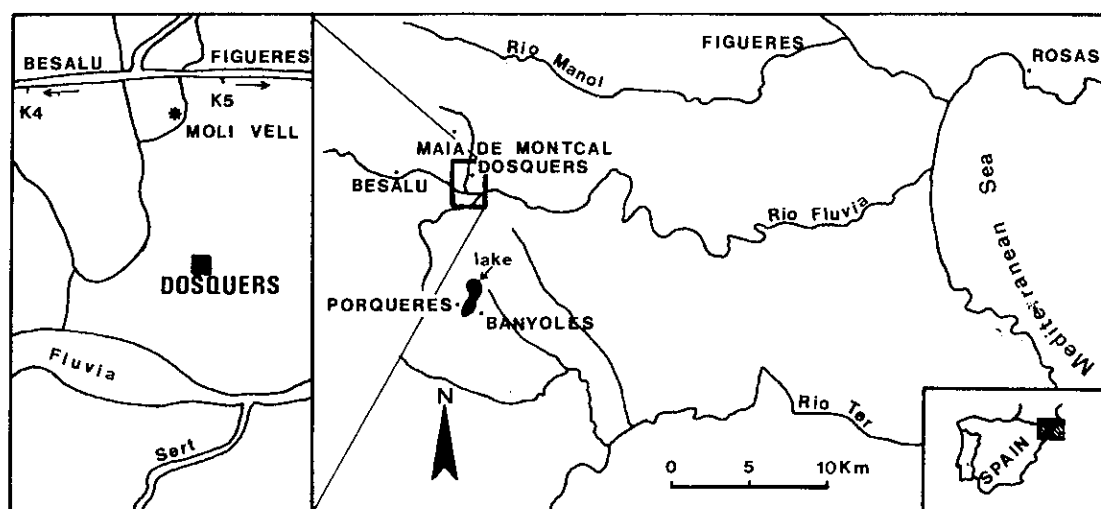 BESALU
FIGUERES
K4
K5
MOLI VELL
DOSQUERS
Fluvia
Sert
Rio Manol
FIGUERES
ROSAS
MAIA DE MONTCAL
DOSQUERS
BESALU
Rio Fluvia
Mediterranean Sea
lake
PORQUERES
BANYOLES
N
Rio Ter
0 5 10Km
SPAIN